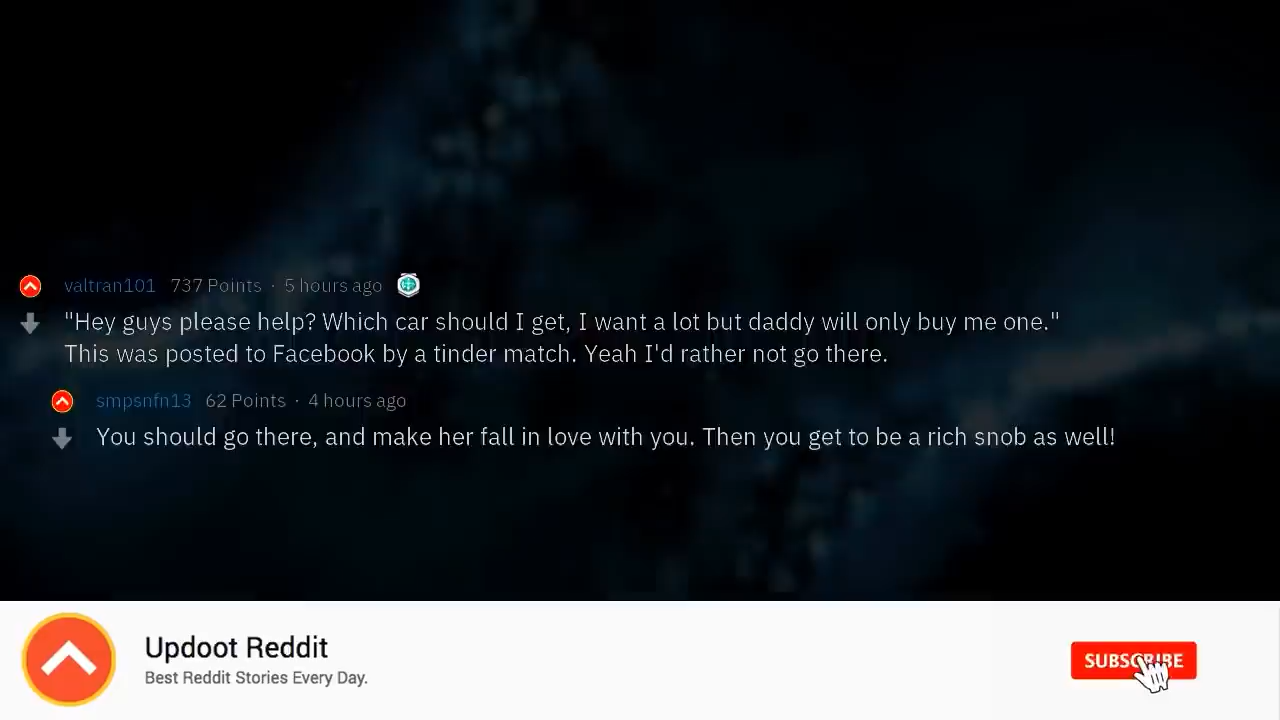 valtran101 737 Points · 5 hours ago
"Hey guys please help? Which car should I get, I want a lot but daddy will only buy me one."
This was posted to Facebook by a tinder match. Yeah I'd rather not go there.
smpsnfn13 62 Points · 4 hours ago
You should go there, and make her fall in love with you. Then you get to be a rich snob as well!
Updoot Reddit
Best Reddit Stories Every Day.
SUBSCRIBE